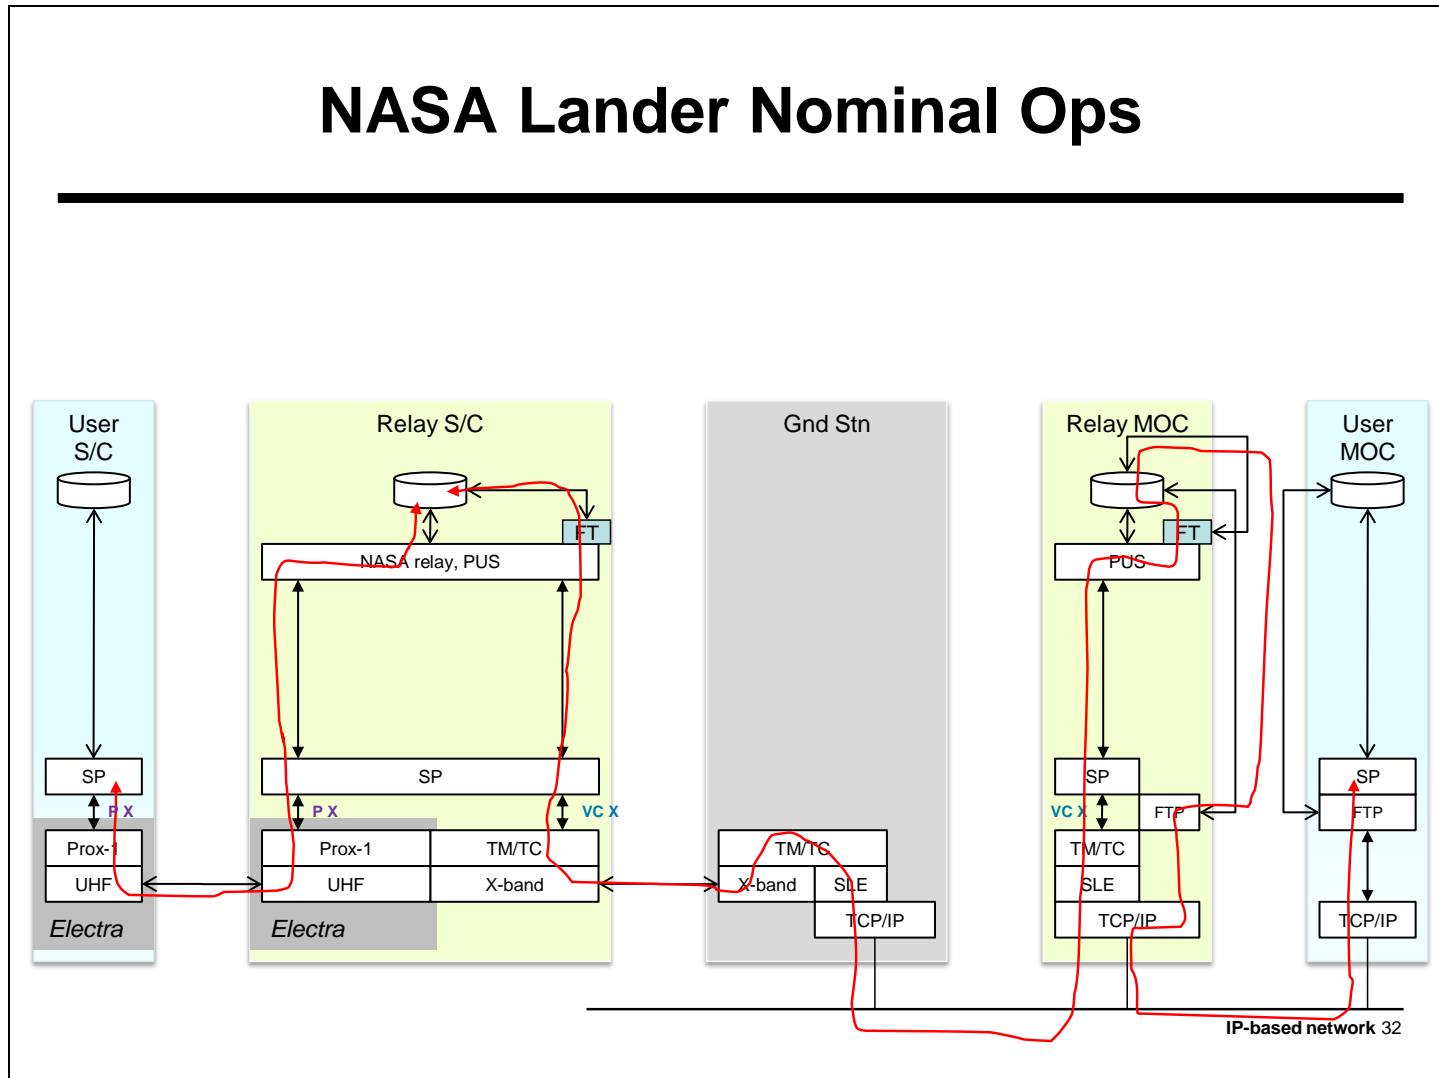 NASA Lander Nominal Ops
User
S/C
Relay S/C
Gnd Stn
Relay MOC
User
MOC
FT
NASA relay, PUS
FT
PUS
SP
SP
SP
SP
P X
P X
VC X
VC X
FTP
FTP
Prox-1
Prox-1
TM/TC
TM/TC
TM/TC
UHF
UHF
X-band
X-band
SLE
SLE
Electra
Electra
TCP/IP
TCP/IP
TCP/IP
IP-based network 32